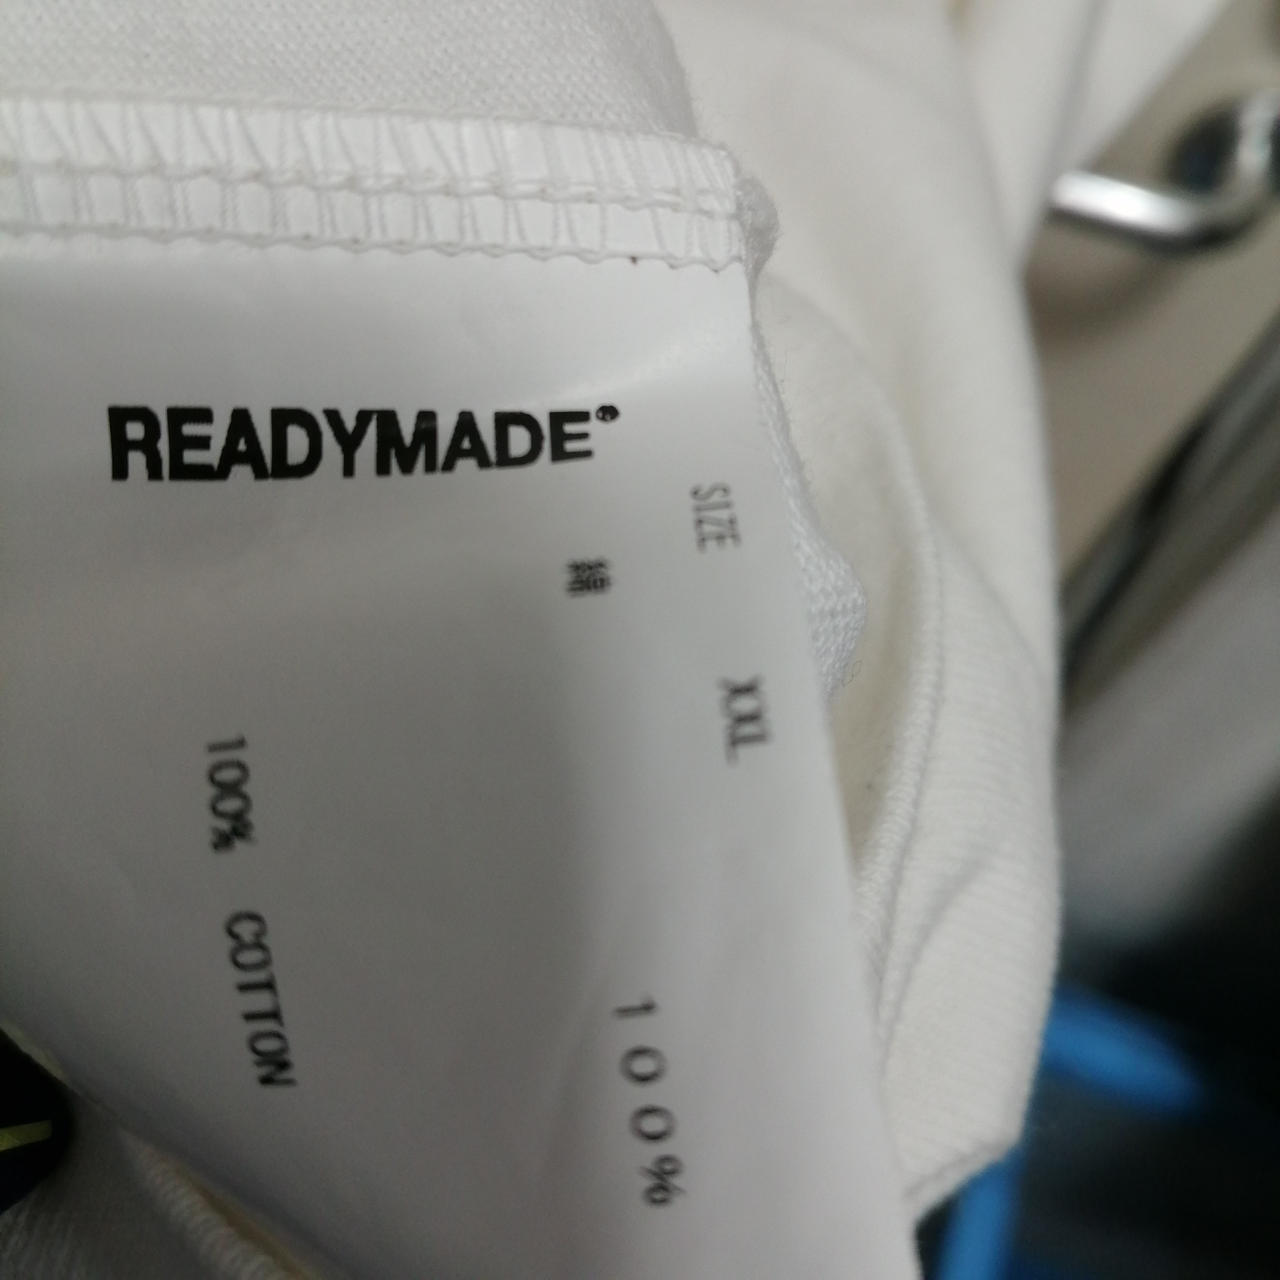 READYMADE®
SIZE XXL
綿 100%
100% COTTON